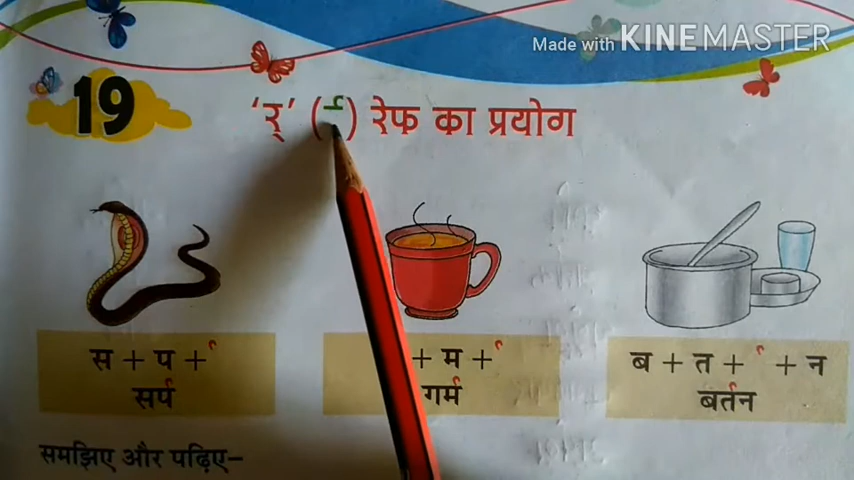 Made with KINEMASTER
19 'र्' (र्) रेफ का प्रयोग
स + प + र्
सर्प
+ म + र्
गर्म
ब + त + र् + न
बर्तन
समझिए और पढ़िए-